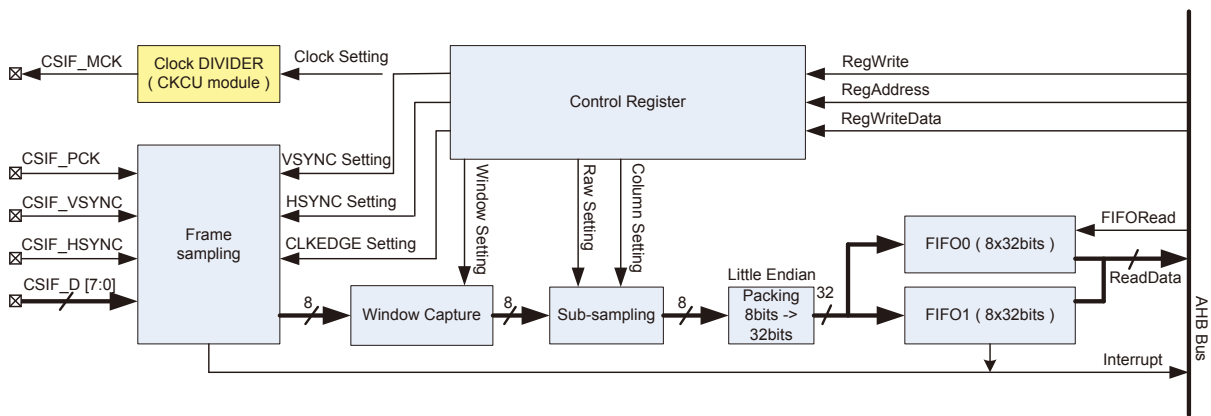 CSIF_MCK
Clock DIVIDER
( CKCU module )
Clock Setting
Control Register
RegWrite
RegAddress
RegWriteData
CSIF_PCK
CSIF_VSYNC
CSIF_HSYNC
CSIF_D [7:0]
Frame
sampling
VSYNC Setting
HSYNC Setting
CLKEDGE Setting
Window Setting
Raw Setting
Column Setting
8
Window Capture
8
Sub-sampling
8
Little Endian
Packing
8bits ->
32bits
32
FIFO0 ( 8x32bits )
FIFO1 ( 8x32bits )
FIFORead
ReadData
Interrupt
AHB Bus